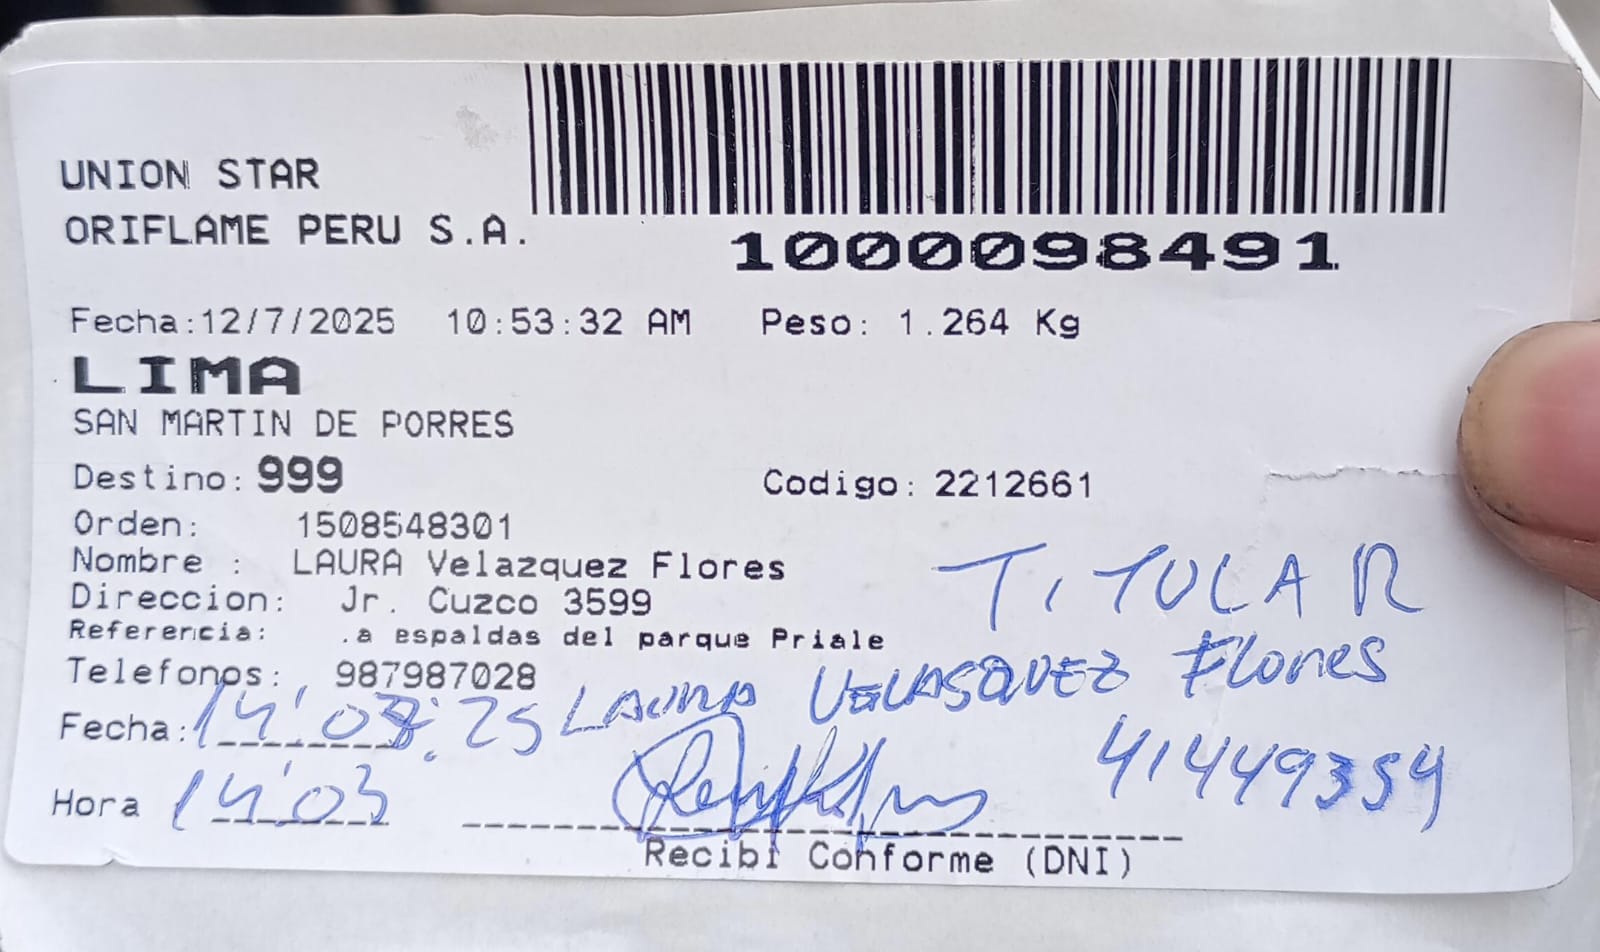 UNION STAR
ORIFLAME PERU S.A.
1000098491
Fecha:12/7/2025 10:53:32 AM Peso: 1.264 Kg
LIMA
SAN MARTIN DE PORRES
Destino: 999 Codigo: 2212661
Orden: 1508548301
Nombre : LAURA Velazquez Flores
Direccion: Jr. Cuzco 3599
Referencia: .a espaldas del parque Priale
Telefonos: 987987028
TITULAR
Fecha: 14.07.25 LAURA VELASQUEZ Flores
41449354
Hora 14:03
Recibi Conforme (DNI)